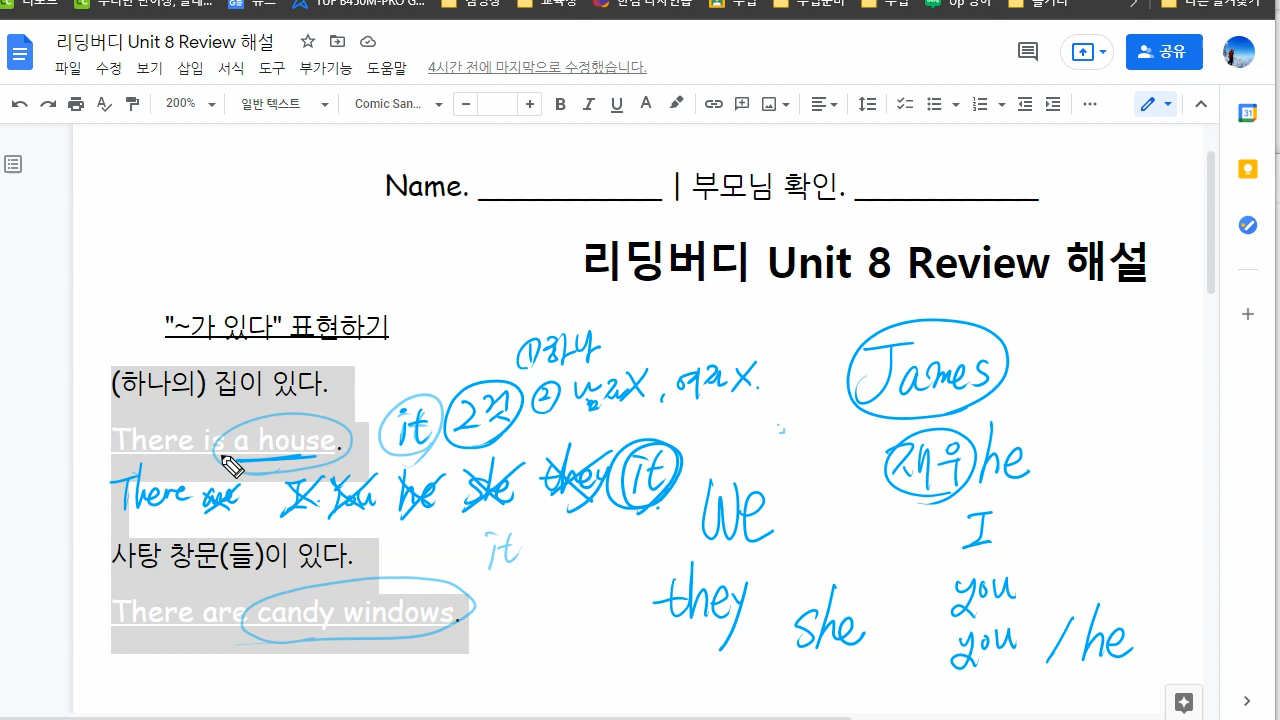 리딩버디 Unit 8 Review 해설
파일 수정 보기 삽입 서식 도구 부가기능 도움말 4시간 전에 마지막으로 수정했습니다.
공유
200% 일반 텍스트 Comic San...
Name. ___________ | 부모님 확인. ___________
리딩버디 Unit 8 Review 해설
"~가 있다" 표현하기
(하나의) 집이 있다.
There is a house.
it 그것
① 하나
② 남자X, 여자X.
There are I you he she they it
사탕 창문(들)이 있다.
There are candy windows.
it
We
they she
James
재우 he
I
you
you / he
31